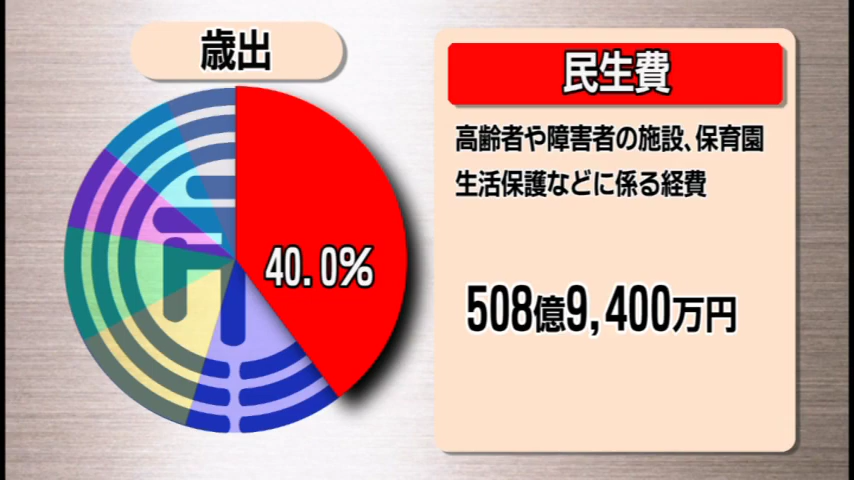 歳出
40.0%
民生費
高齢者や障害者の施設、保育園
生活保護などに係る経費
508億9,400万円